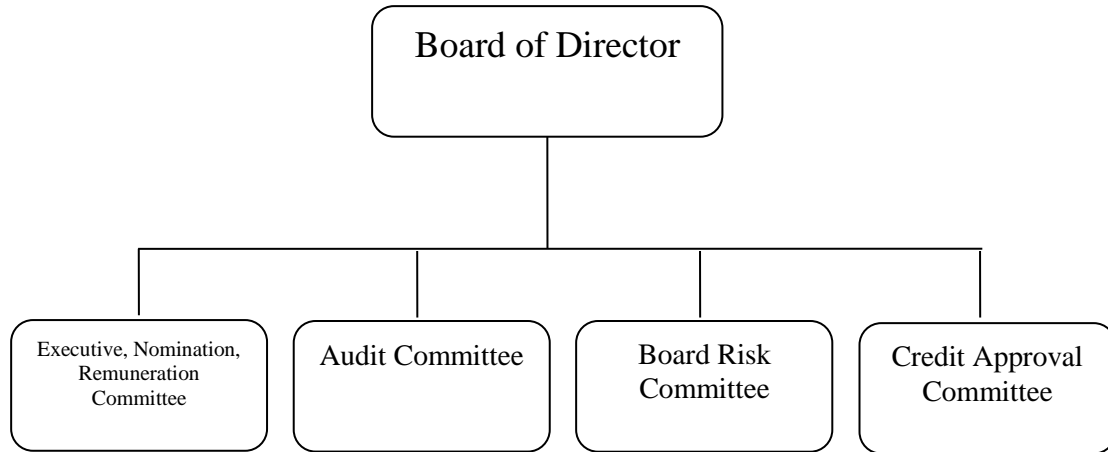 Board of Director
Executive, Nomination,
Remuneration
Committee
Audit Committee
Board Risk
Committee
Credit Approval
Committee